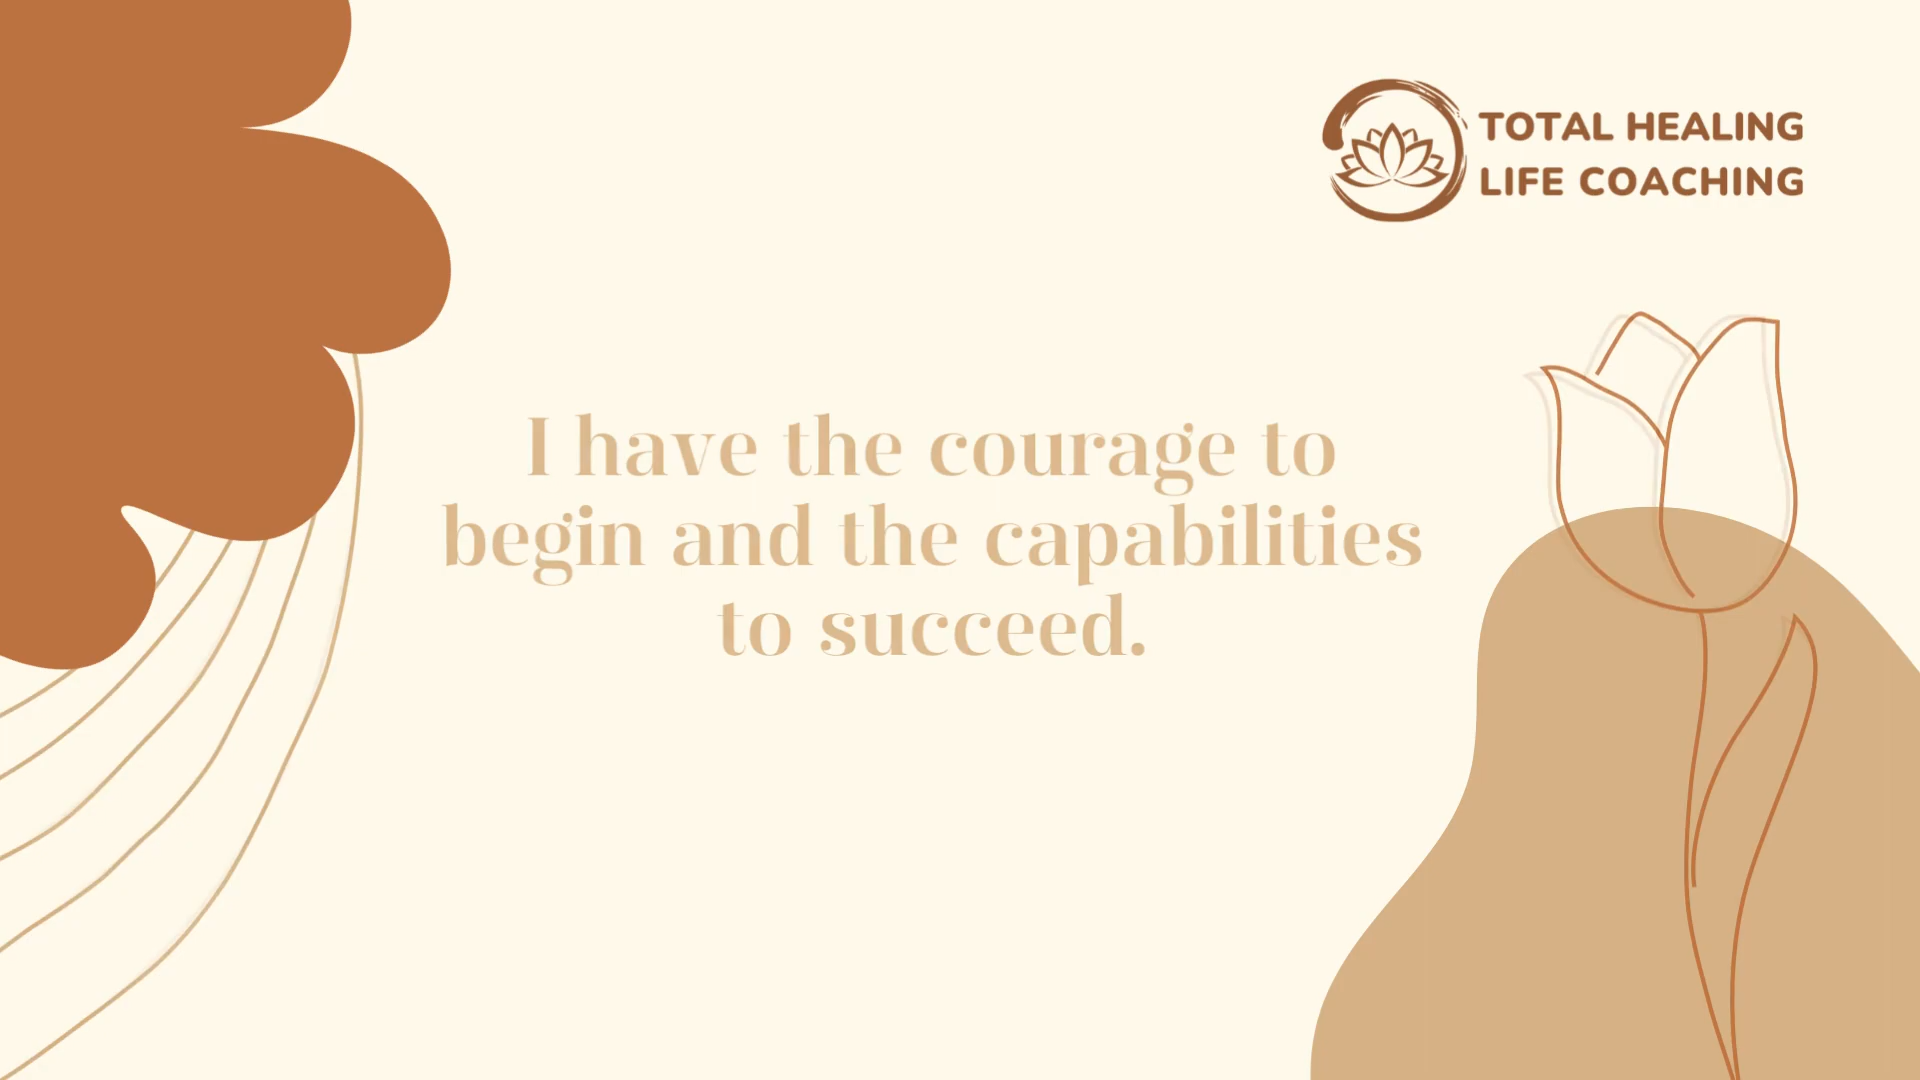 TOTAL HEALING
LIFE COACHING
I have the courage to
begin and the capabilities
to succeed.